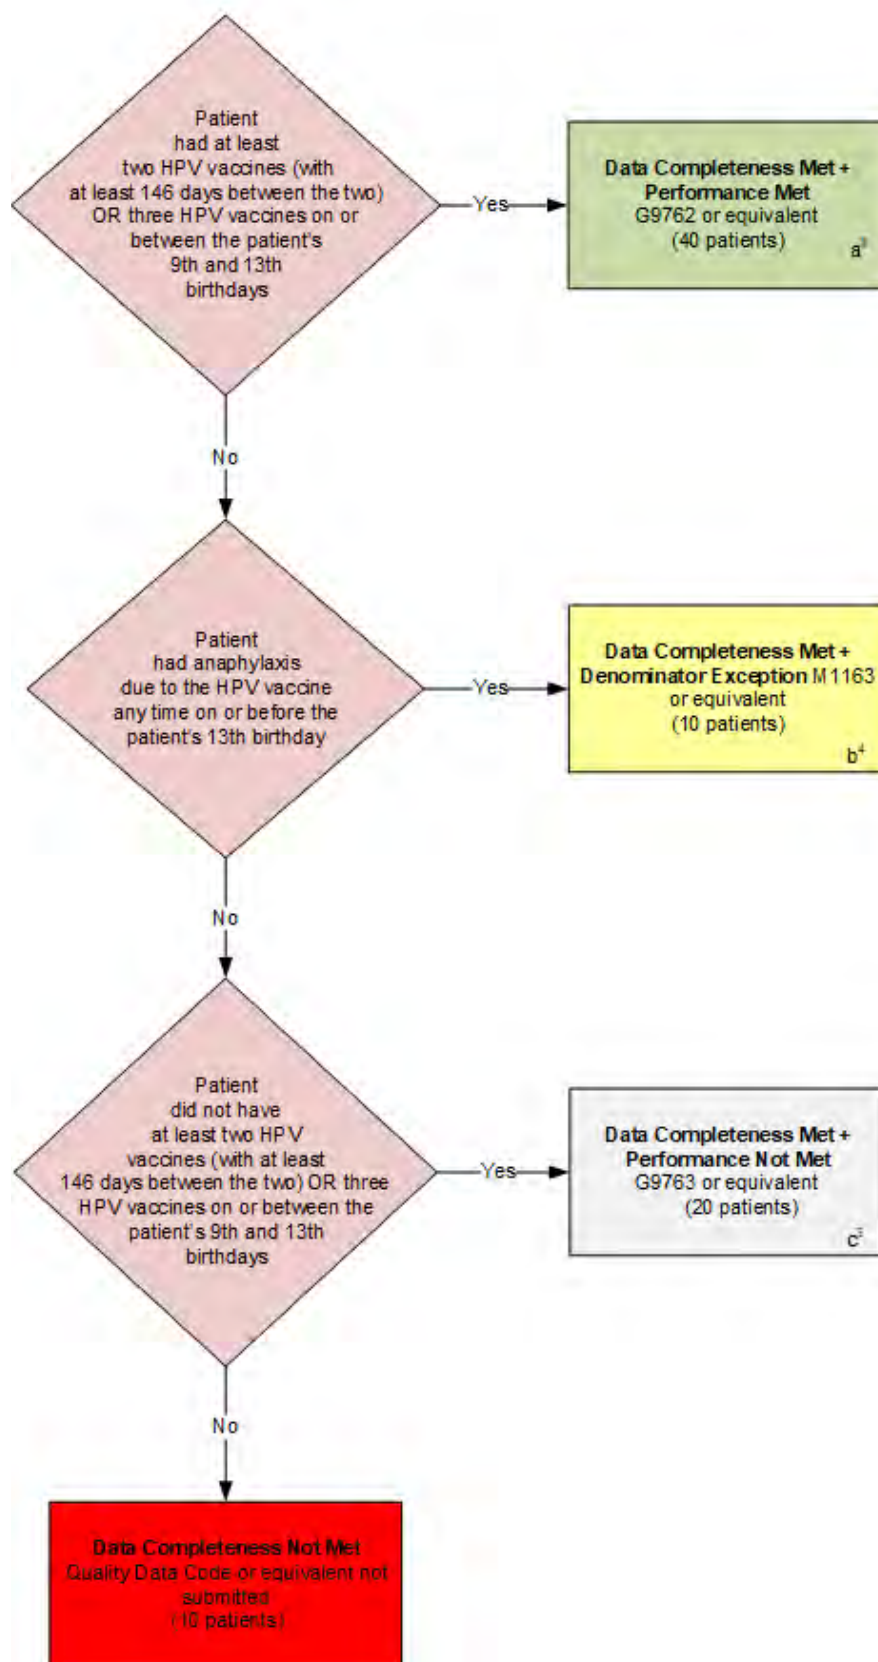 Patient
had at least
two HPV vaccines (with
at least 146 days between the two)
OR three HPV vaccines on or
between the patient's
9th and 13th
birthdays
Yes
Data Completeness Met +
Performance Met
G9762 or equivalent
(40 patients)
a³
No
Patient
had anaphylaxis
due to the HPV vaccine
any time on or before the
patient's 13th birthday
Yes
Data Completeness Met +
Denominator Exception M1163
or equivalent
(10 patients)
b⁴
No
Patient
did not have
at least two HPV
vaccines (with at least
146 days between the two) OR three
HPV vaccines on or between the
patient's 9th and 13th
birthdays
Yes
Data Completeness Met +
Performance Not Met
G9763 or equivalent
(20 patients)
c
No
Data Completeness Not Met
Quality Data Code or equivalent not
submitted
(10 patients)